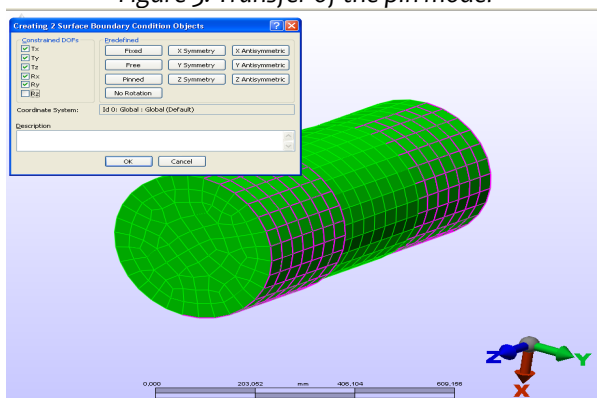 Figure 5. Transfer of the pin model
Creating 2 Surface Boundary Condition Objects
Constrained DOFs
Predefined
Tx
Ty
Tz
Rx
Ry
Rz
Fixed X Symmetry X Antisymmetric
Free Y Symmetry Y Antisymmetric
Pinned Z Symmetry Z Antisymmetric
No Rotation
Coordinate System: Id 0: Global : Global (Default)
Description
OK Cancel
Z Y
X
0,000 203,052 mm 406,104 609,156